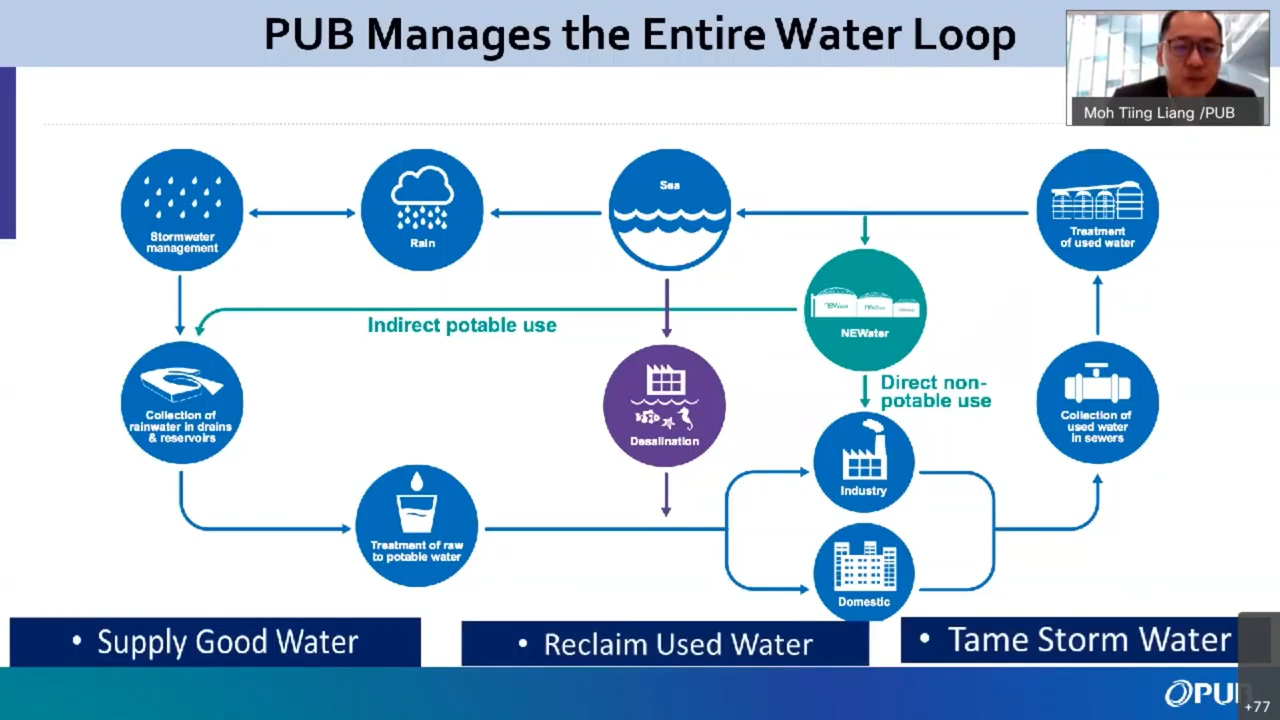 PUB Manages the Entire Water Loop
Moh Tiing Liang /PUB
Stormwater
management
Rain
Sea
Treatment
of used water
Indirect potable use
NEWater
Direct non-
potable use
Collection of
rainwater in drains
& reservoirs
Desalination
Industry
Collection of
used water
in sewers
Treatment of raw
to potable water
Domestic
• Supply Good Water
• Reclaim Used Water
• Tame Storm Water
PUB
+77